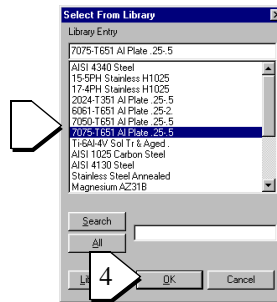 Select From Library
Library Entry
7075-T651 Al Plate .25-.5
AISI 4340 Steel
15-5PH Stainless H1025
17-4PH Stainless H1025
2024-T351 Al Plate .25-.5
6061-T651 Al Plate .25-2.
7050-T651 Al Plate .25-.5
7075-T651 Al Plate .25-.5
Ti-6Al-4V Sol Tr & Aged .
AISI 1025 Carbon Steel
AISI 4130 Steel
Stainless Steel Annealed
Magnesium AZ31B
Search
All
4
OK
Cancel